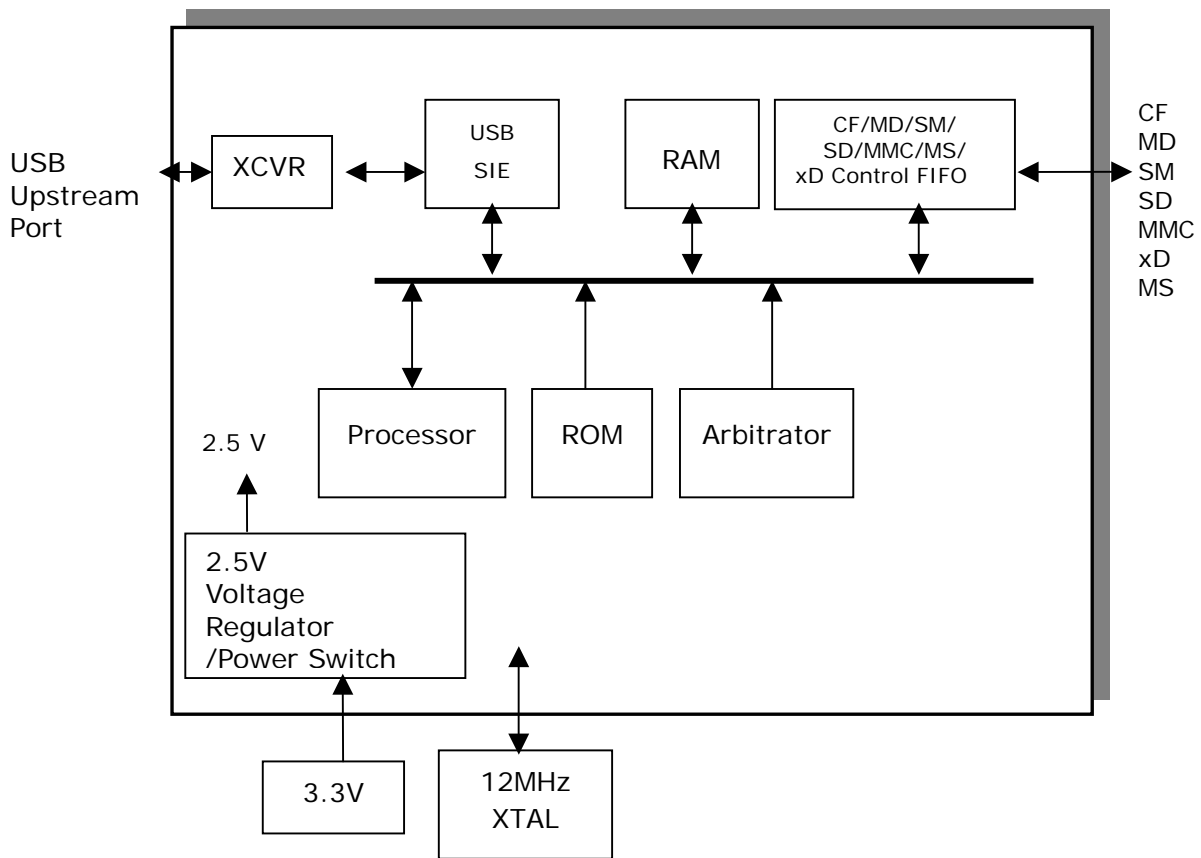 USB
Upstream
Port
XCVR
USB
SIE
RAM
CF/MD/SM/
SD/MMC/MS/
xD Control FIFO
CF
MD
SM
SD
MMC
xD
MS
Processor
ROM
Arbitrator
2.5 V
2.5V
Voltage
Regulator
/Power Switch
3.3V
12MHz
XTAL